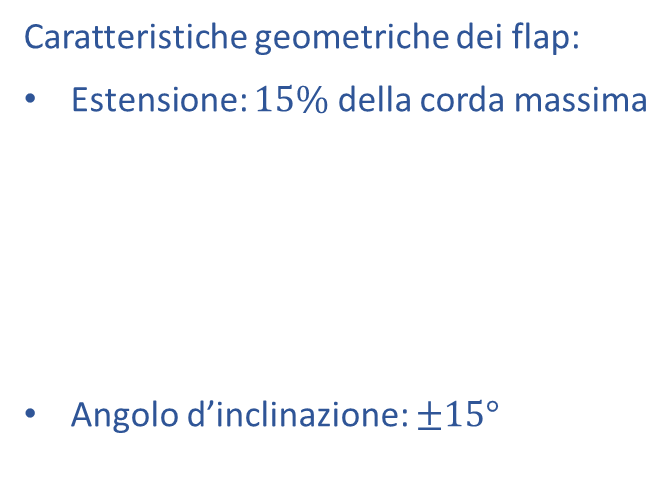 Caratteristiche geometriche dei flap:
• Estensione: 15% della corda massima
• Angolo d’inclinazione: ±15°